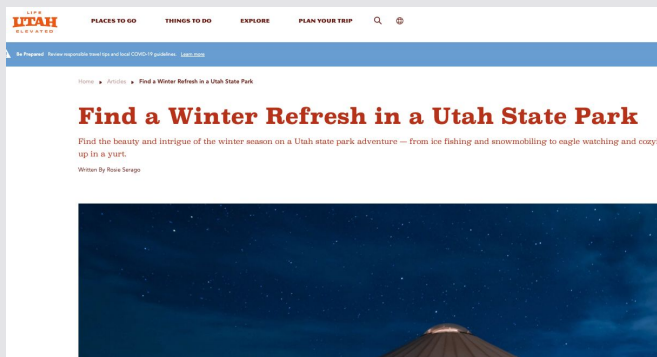 LIFE
UTAH
ELEVATED
PLACES TO GO THINGS TO DO EXPLORE PLAN YOUR TRIP
Be Prepared Review responsible travel tips and local COVID-19 guidelines. Learn more
Home ▸ Articles ▸ Find a Winter Refresh in a Utah State Park
Find a Winter Refresh in a Utah State Park
Find the beauty and intrigue of the winter season on a Utah state park adventure — from ice fishing and snowmobiling to eagle watching and cozy
up in a yurt.
Written By Rosie Serago